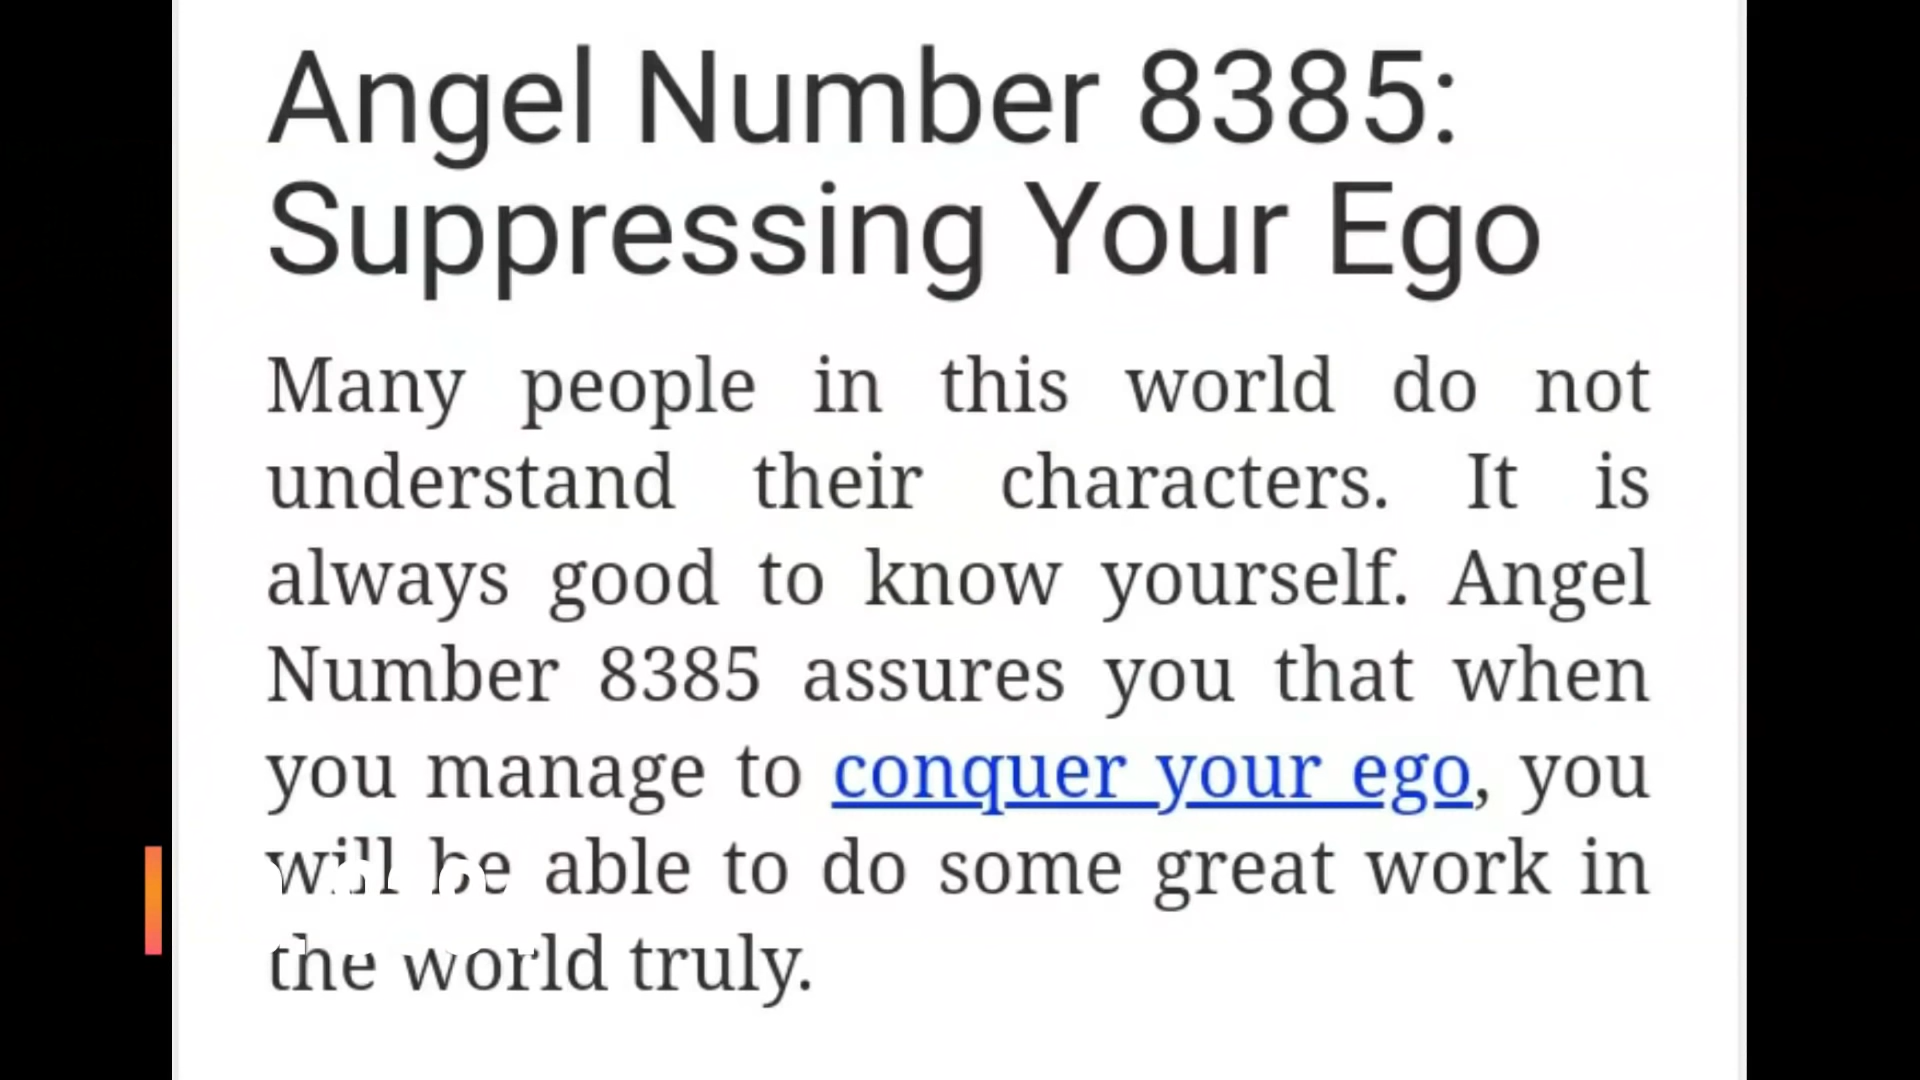 Angel Number 8385:
Suppressing Your Ego
Many people in this world do not
understand their characters. It is
always good to know yourself. Angel
Number 8385 assures you that when
you manage to conquer your ego, you
will be able to do some great work in
the world truly.